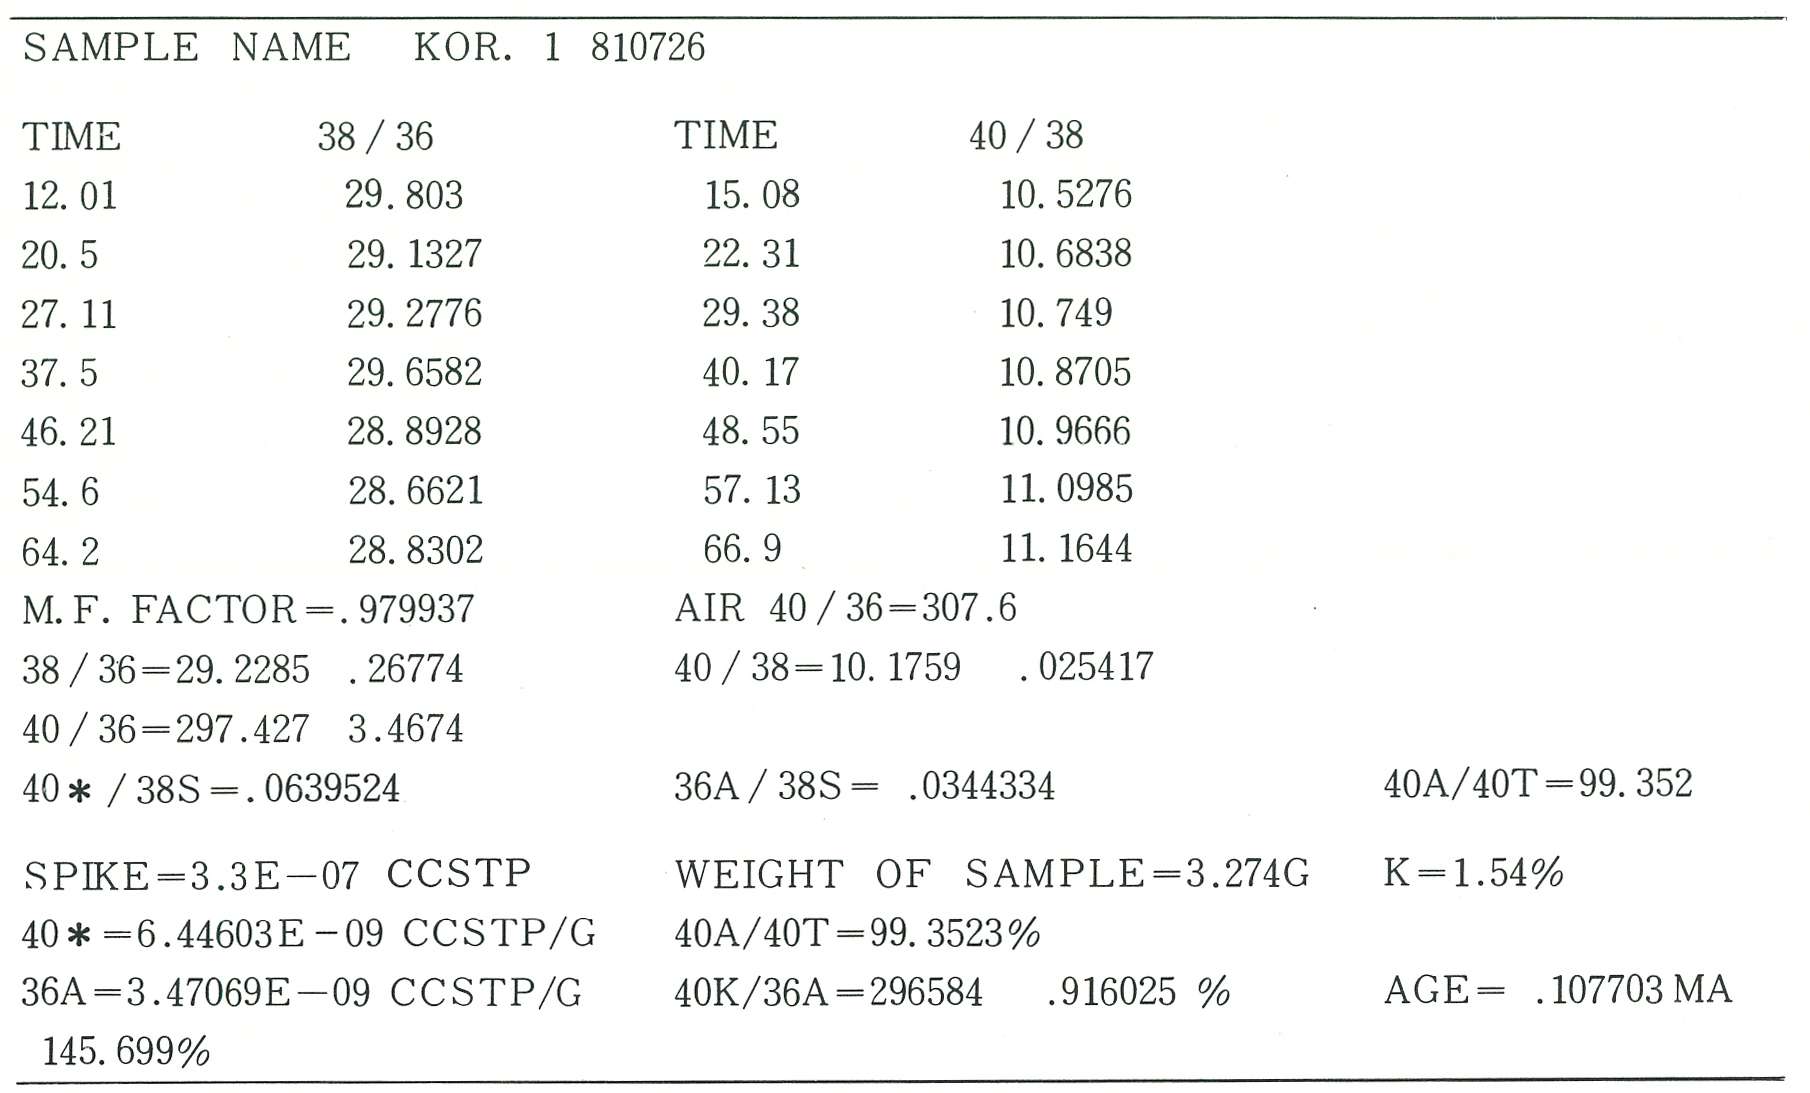 SAMPLE NAME KOR. 1 810726
TIME 38/36 TIME 40/38
12.01 29.803 15.08 10.5276
20.5 29.1327 22.31 10.6838
27.11 29.2776 29.38 10.749
37.5 29.6582 40.17 10.8705
46.21 28.8928 48.55 10.9666
54.6 28.6621 57.13 11.0985
64.2 28.8302 66.9 11.1644
M.F. FACTOR=.979937 AIR 40/36=307.6
38/36=29.2285 .26774 40/38=10.1759 .025417
40/36=297.427 3.4674
40*/38S=.0639524 36A/38S= .0344334 40A/40T=99.352
SPIKE=3.3E-07 CCSTP WEIGHT OF SAMPLE=3.274G K=1.54%
40*=6.44603E-09 CCSTP/G 40A/40T=99.3523%
36A=3.47069E-09 CCSTP/G 40K/36A=296584 .916025 % AGE= .107703MA
145.699%